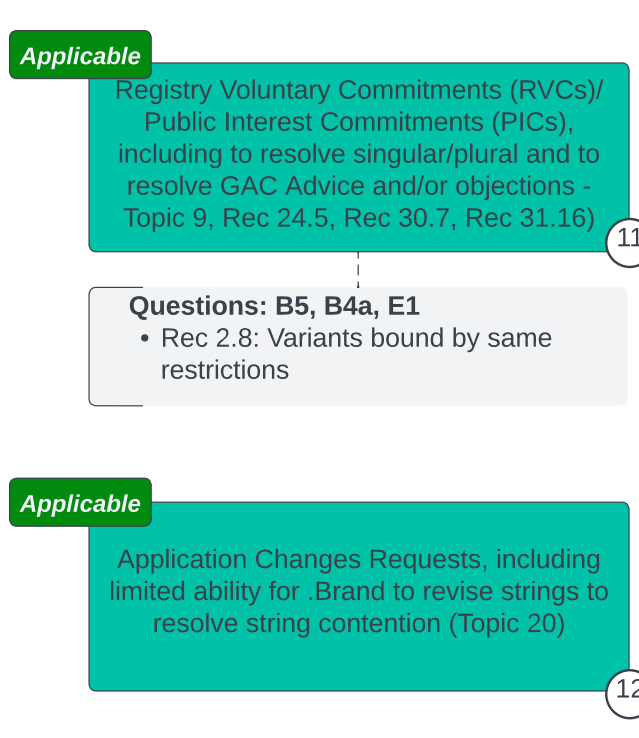 Applicable
Registry Voluntary Commitments (RVCs)/
Public Interest Commitments (PICs),
including to resolve singular/plural and to
resolve GAC Advice and/or objections -
Topic 9, Rec 24.5, Rec 30.7, Rec 31.16)
11
Questions: B5, B4a, E1
• Rec 2.8: Variants bound by same
restrictions
Applicable
Application Changes Requests, including
limited ability for .Brand to revise strings to
resolve string contention (Topic 20)
12